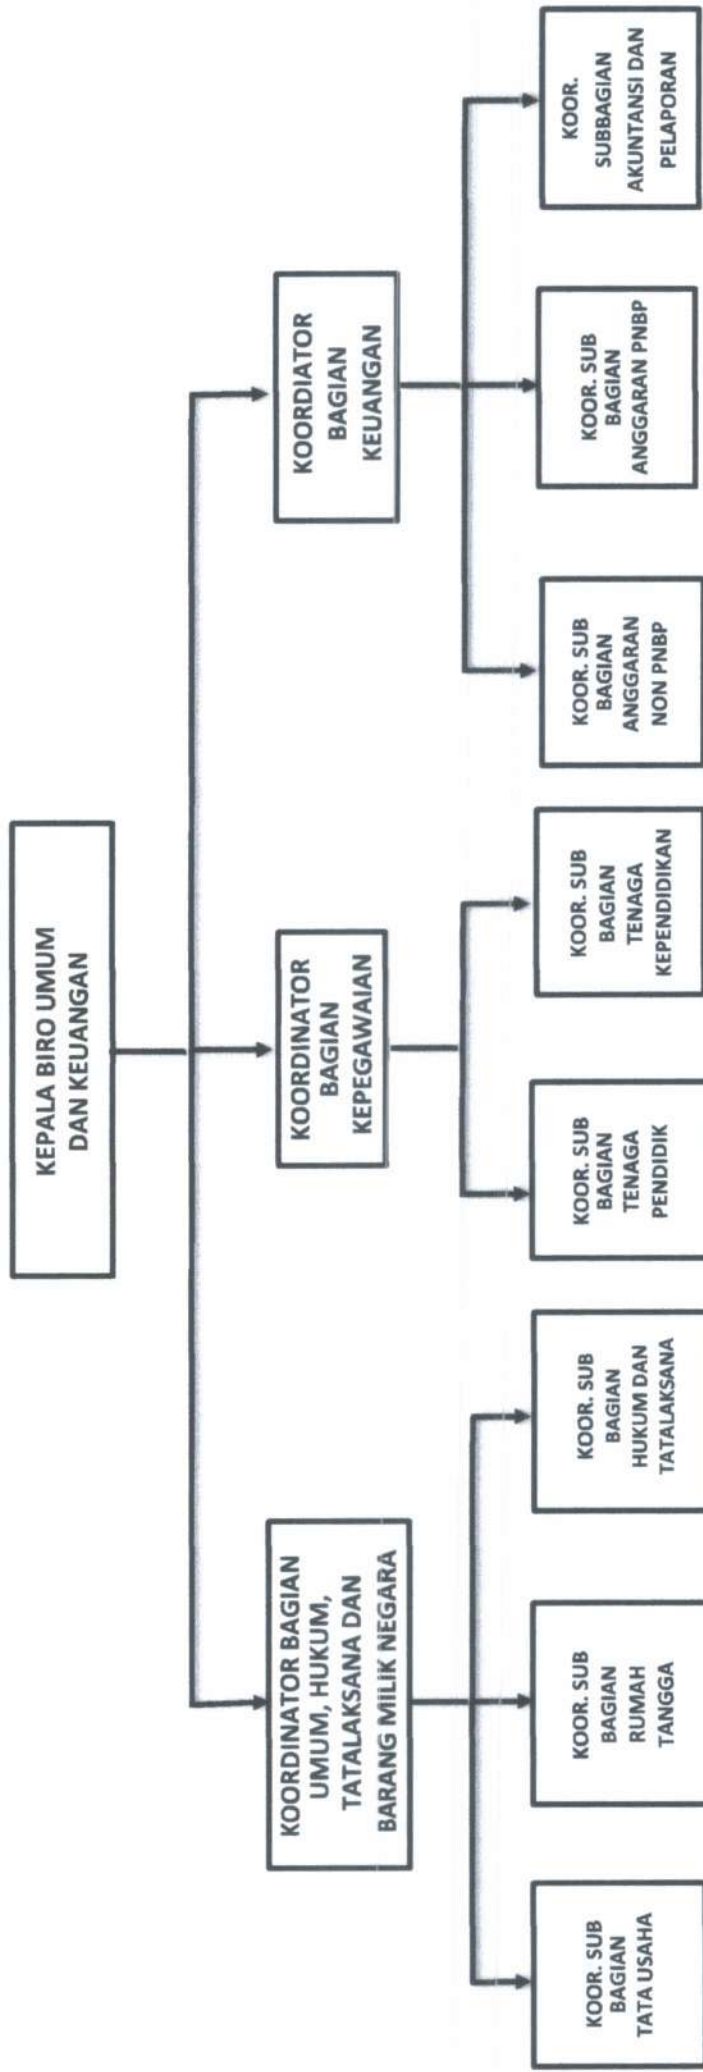 KEPALA BIRO UMUM
DAN KEUANGAN
KOORDINATOR BAGIAN
UMUM, HUKUM,
TATALAKSANA DAN
BARANG MILIK NEGARA
KOORDINATOR
BAGIAN
KEPEGAWAIAN
KOORDIATOR
BAGIAN
KEUANGAN
KOOR. SUB
BAGIAN
TATA USAHA
KOOR. SUB
BAGIAN
RUMAH
TANGGA
KOOR. SUB
BAGIAN
HUKUM DAN
TATALAKSANA
KOOR. SUB
BAGIAN
TENAGA
PENDIDIK
KOOR. SUB
BAGIAN
TENAGA
KEPENDIDIKAN
KOOR. SUB
BAGIAN
ANGGARAN
NON PNBP
KOOR. SUB
BAGIAN
ANGGARAN PNBP
KOOR.
SUBBAGIAN
AKUNTANSI DAN
PELAPORAN